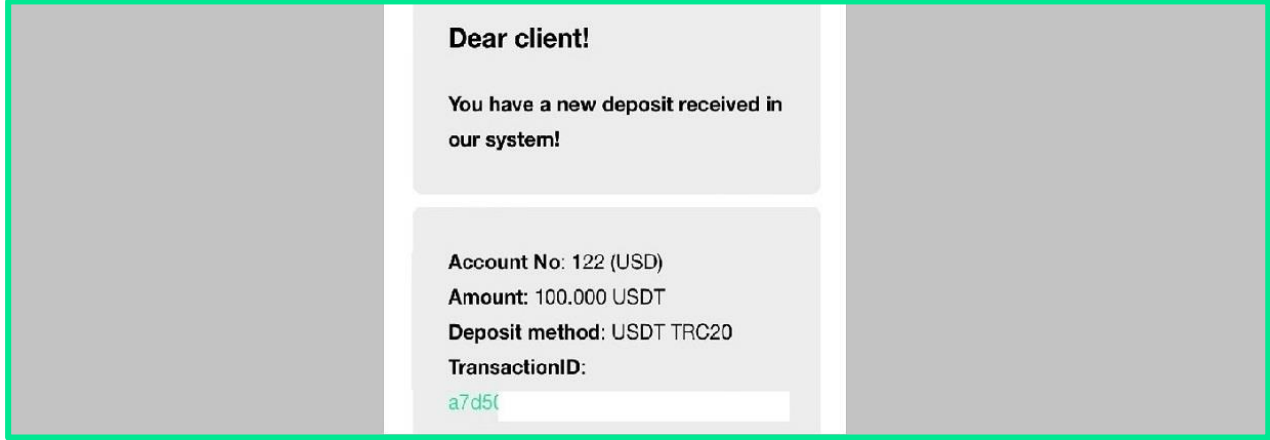 Dear client!
You have a new deposit received in
our system!
Account No: 122 (USD)
Amount: 100.000 USDT
Deposit method: USDT TRC20
TransactionID:
a7d50